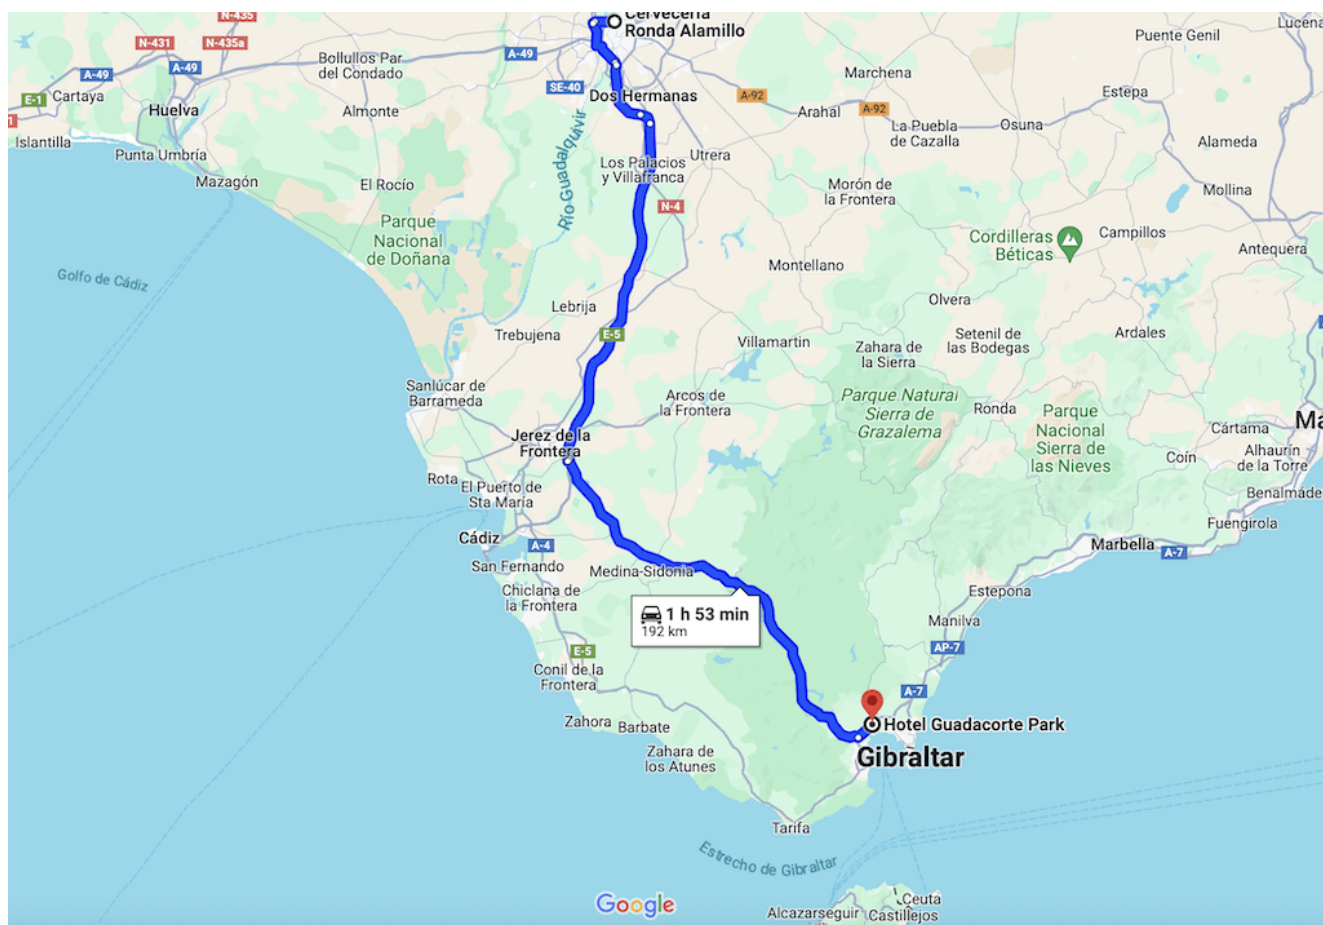 N-435
Cervecería
Ronda Alamillo
Lucena
N-431
N-435a
A-49
Puente Genil
Bollullos Par
del Condado
A-49
A-49
Marchena
SE-40
E-1
Cartaya
Huelva
Almonte
Dos Hermanas
A-92
Arahal
A-92
Estepa
1
Islantilla
La Puebla
de Cazalla
Osuna
Alameda
Punta Umbría
Río Guadalquivir
Los Palacios
y Villafranca
Utrera
Mazagón
El Rocío
Morón de
la Frontera
Mollina
N-4
Parque
Nacional
de Doñana
Cordilleras
Béticas
Campillos
Antequera
Golfo de Cádiz
Montellano
Lebrija
Olvera
Trebujena
E-5
Villamartin
Zahara de
la Sierra
Setenil de
las Bodegas
Ardales
Sanlúcar de
Barrameda
Arcos de
la Frontera
Parque Natural
Sierra de
Grazalema
Ronda
Parque
Nacional
Sierra de
las Nieves
Cártama
Má
Jerez de la
Frontera
Coín
Alhaurín
de la Torre
Rota
El Puerto de
Sta María
Benalmáde
Fuengirola
Cádiz
A-4
Marbella
A-7
San Fernando
Medina-Sidonia
Chiclana de
la Frontera
Estepona
1 h 53 min
192 km
Manilva
E-5
AP-7
Conil de la
Frontera
A-7
Zahora
Barbate
Hotel Guadacorte Park
Zahara de
los Atunes
Gibraltar
Tarifa
Estrecho de Gibraltar
Google
Ceuta
Alcazarseguir
Castillejos